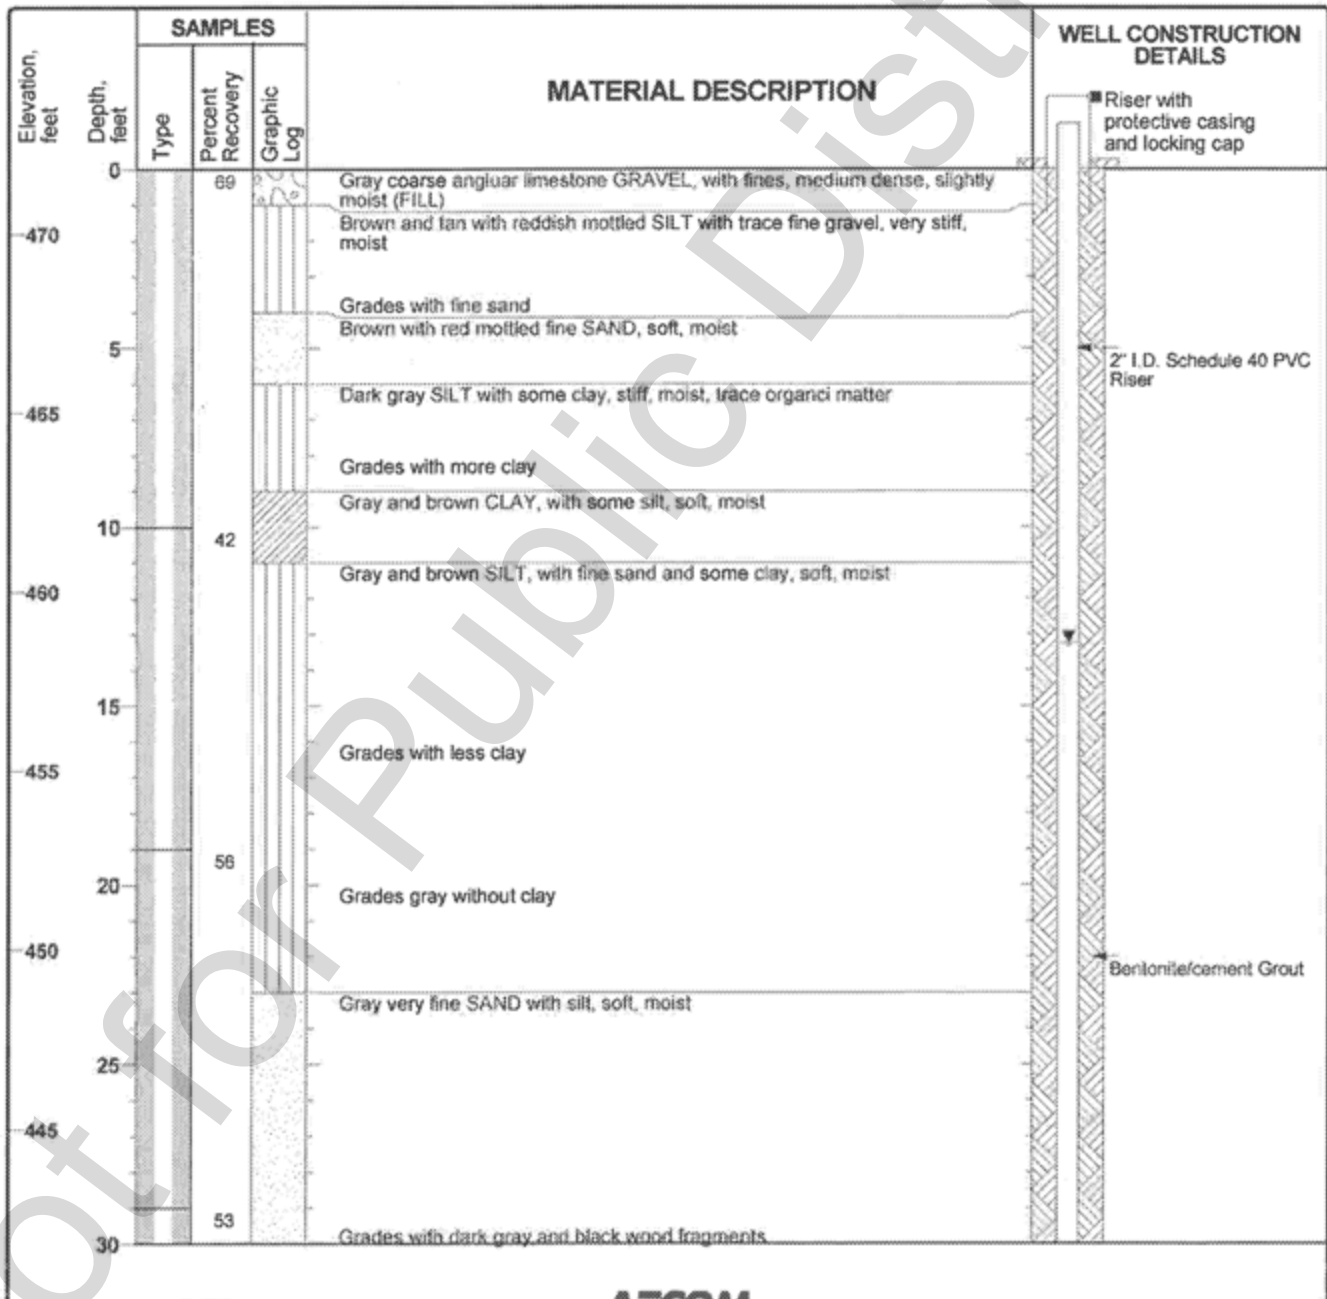 SAMPLES
WELL CONSTRUCTION
DETAILS
Elevation,
feet
Depth,
feet
Type
Percent
Recovery
Graphic
Log
MATERIAL DESCRIPTION
Riser with
protective casing
and locking cap
0
69
Gray coarse angluar limestone GRAVEL, with fines, medium dense, slightly
moist (FILL)
470
Brown and tan with reddish mottled SILT with trace fine gravel, very stiff,
moist
Grades with fine sand
Brown with red mottled fine SAND, soft, moist
5
2" I.D. Schedule 40 PVC
Riser
Dark gray SILT with some clay, stiff, moist, trace organci matter
465
Grades with more clay
Gray and brown CLAY, with some silt, soft, moist
10
42
Gray and brown SILT, with fine sand and some clay, soft, moist
460
15
Grades with less clay
455
56
20
Grades gray without clay
450
Bentonite/cement Grout
Gray very fine SAND with silt, soft, moist
25
445
53
Grades with dark gray and black wood fragments
30
AECOM
ot for Public Distri